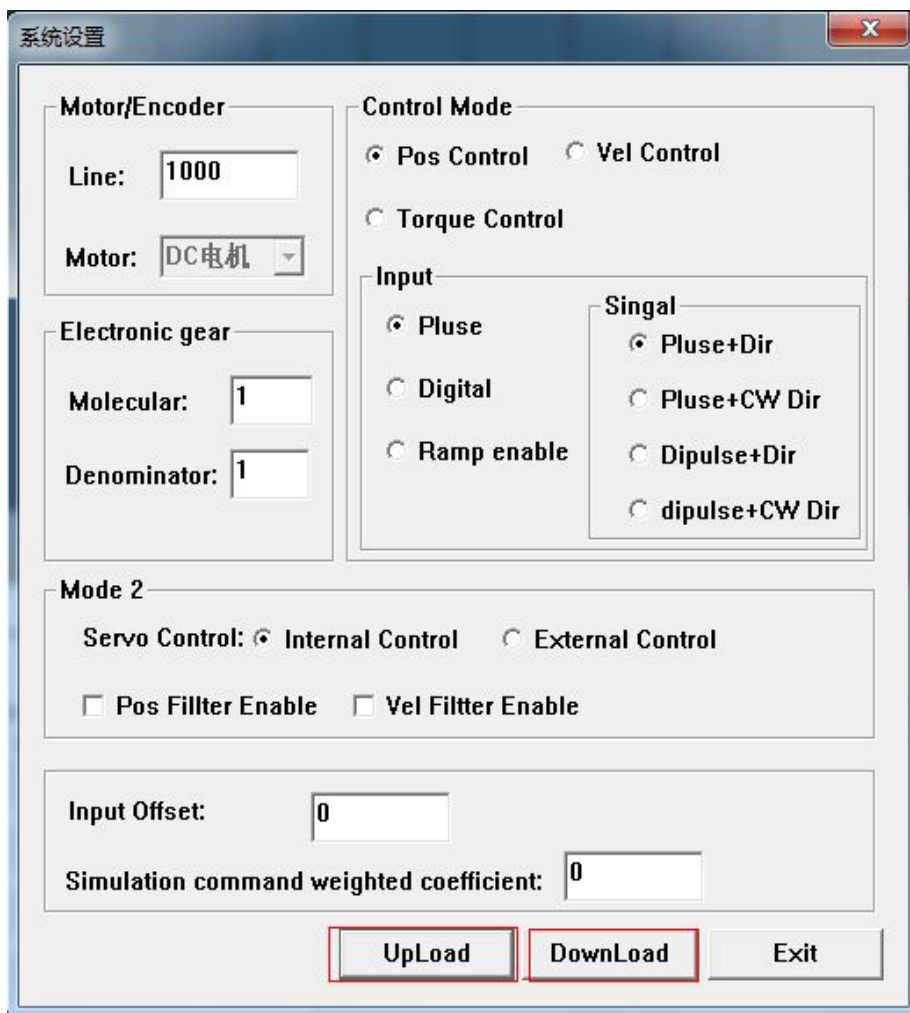 系统设置
Motor/Encoder
Line: 1000
Motor: DC电机
Electronic gear
Molecular: 1
Denominator: 1
Control Mode
Pos Control Vel Control
Torque Control
Input
Pluse
Digital
Ramp enable
Singal
Pluse+Dir
Pluse+CW Dir
Dipulse+Dir
dipulse+CW Dir
Mode 2
Servo Control: Internal Control External Control
Pos Fillter Enable Vel Filtter Enable
Input Offset: 0
Simulation command weighted coefficient: 0
UpLoad DownLoad Exit